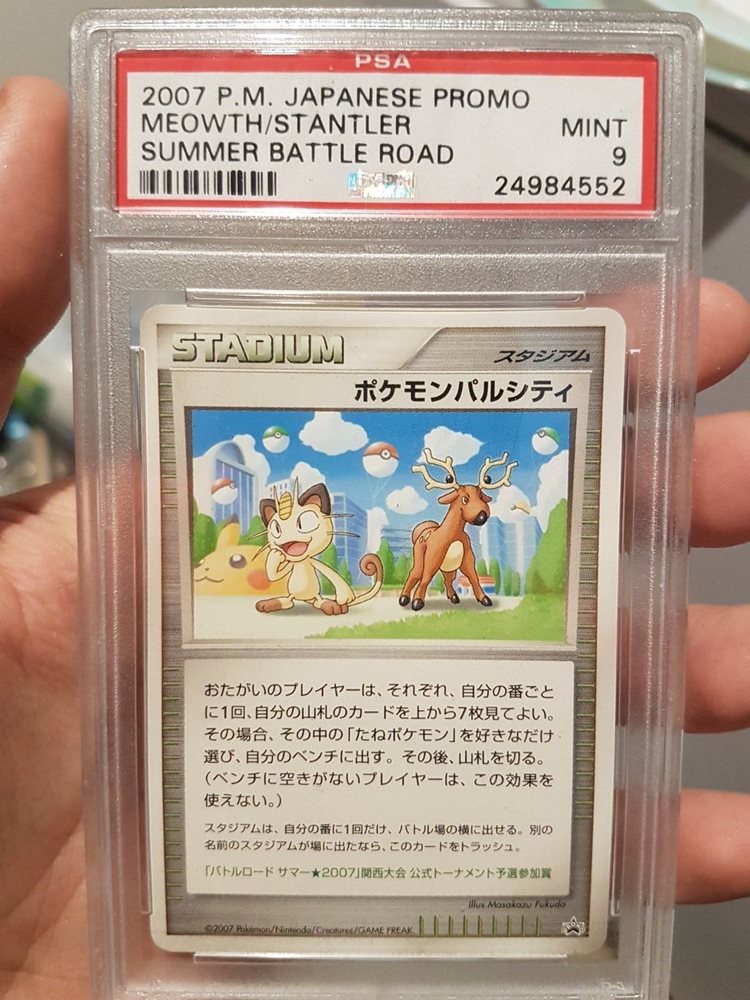 PSA
2007 P.M. JAPANESE PROMO
MEOWTH/STANTLER MINT
SUMMER BATTLE ROAD 9
24984552
STADIUM スタジアム
ポケモンパルシティ
おたがいのプレイヤーは、それぞれ、自分の番ごと
に1回、自分の山札のカードを上から7枚見てよい。
その場合、その中の「たねポケモン」を好きなだけ
選び、自分のベンチに出す。その後、山札を切る。
(ベンチに空きがないプレイヤーは、この効果を
使えない。)
スタジアムは、自分の番に1回だけ、バトル場の横に出せる。別の
名前のスタジアムが場に出たなら、このカードをトラッシュ。
「バトルロード サマー★2007」関西大会 公式トーナメント予選参加賞
Illus.Masakazu Fukuda
©2007 Pokémon/Nintendo/Creatures/GAME FREAK.